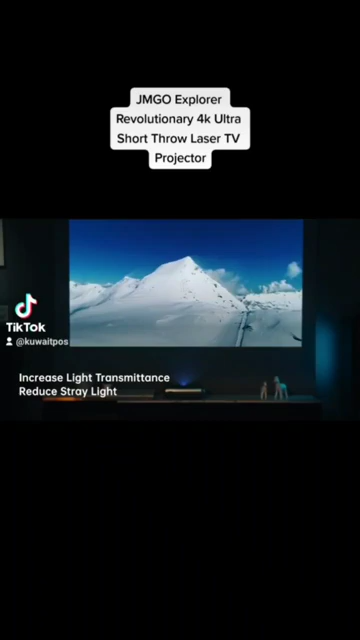 JMGO Explorer
Revolutionary 4k Ultra
Short Throw Laser TV
Projector
TikTok
@kuwaitpos
Increase Light Transmittance
Reduce Stray Light